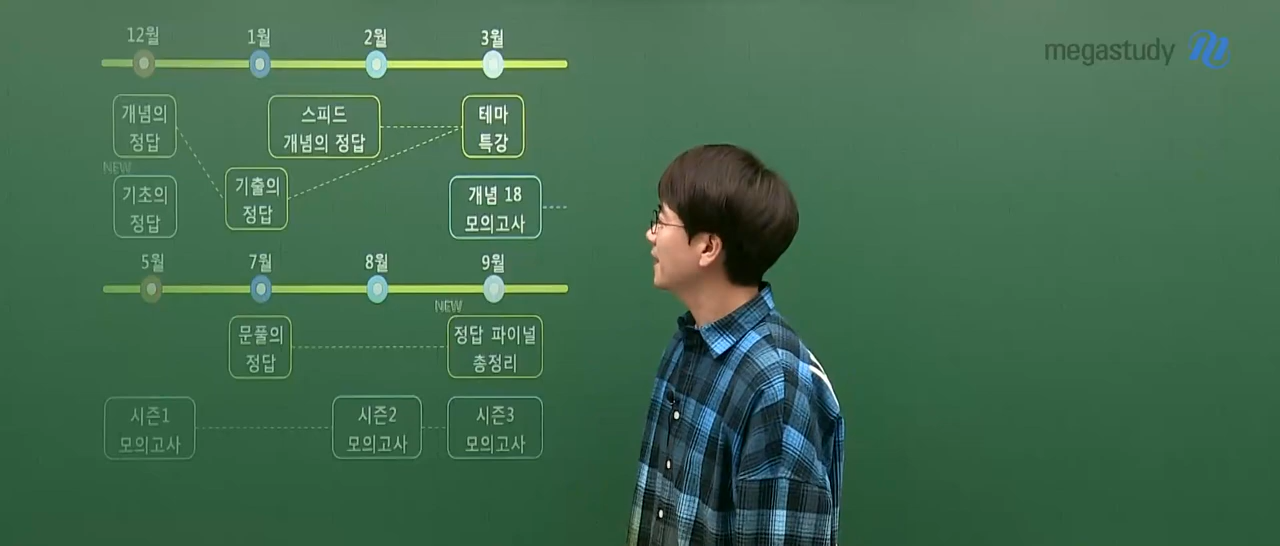 12월 1월 2월 3월
megastudy
개념의
정답
스피드
개념의 정답
테마
특강
NEW
기초의
정답
기출의
정답
개념 18
모의고사
5월 7월 8월 9월
NEW
문풀의
정답
정답 파이널
총정리
시즌1
모의고사
시즌2
모의고사
시즌3
모의고사